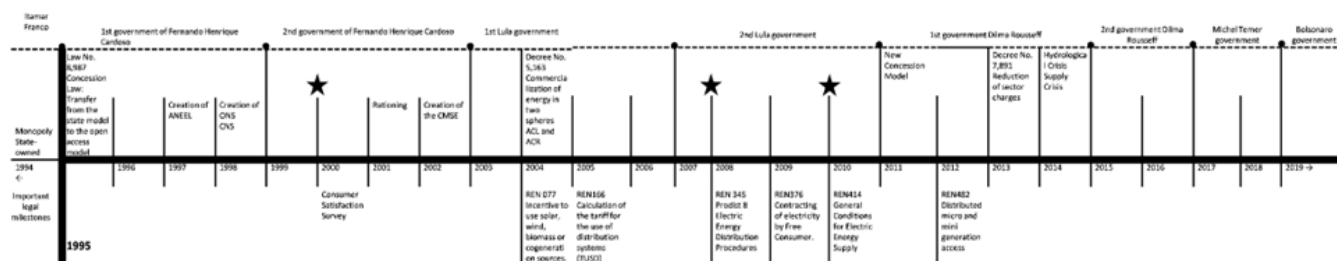 Itamar
Franco
1st government of Fernando Henrique
Cardoso
2nd government of Fernando Henrique Cardoso
1st Lula government
2nd Lula government
1st government Dilma Rousseff
2nd government Dilma
Rousseff
Michel Temer
government
Bolsonaro
government
Law No.
8,987
Concession
Law:
Transfer
from the
state model
to the open
access
model
Creation of
ANEEL
Creation of
ONS
CNS
Rationing
Creation of
the CMSE
Decree No.
5,163
Commercia
lization of
energy in
two
spheres
ACL and
ACR
New
Concession
Model
Decree No.
7,891
Reduction
of sector
charges
Hydrologica
l Crisis
Supply
Crisis
Monopoly
State-
owned
1994
<-
1996
1997
1998
1999
2000
2001
2002
2003
2004
2005
2006
2007
2008
2009
2010
2011
2012
2013
2014
2015
2016
2017
2018
2019 →
Important
legal
milestones
1995
Consumer
Satisfaction
Survey
REN 077
Incentive to
use solar,
wind,
biomass or
cogenerati
on sources.
REN166
Calculation of
the tariff for
the use of
distribution
systems
(TUSD)
REN 345
Prodist 8
Electric
Energy
Distribution
Procedures
REN376
Contracting
of electricity
by Free
Consumer.
REN414
General
Conditions
for Electric
Energy
Supply
REN482
Distributed
micro and
mini
generation
access